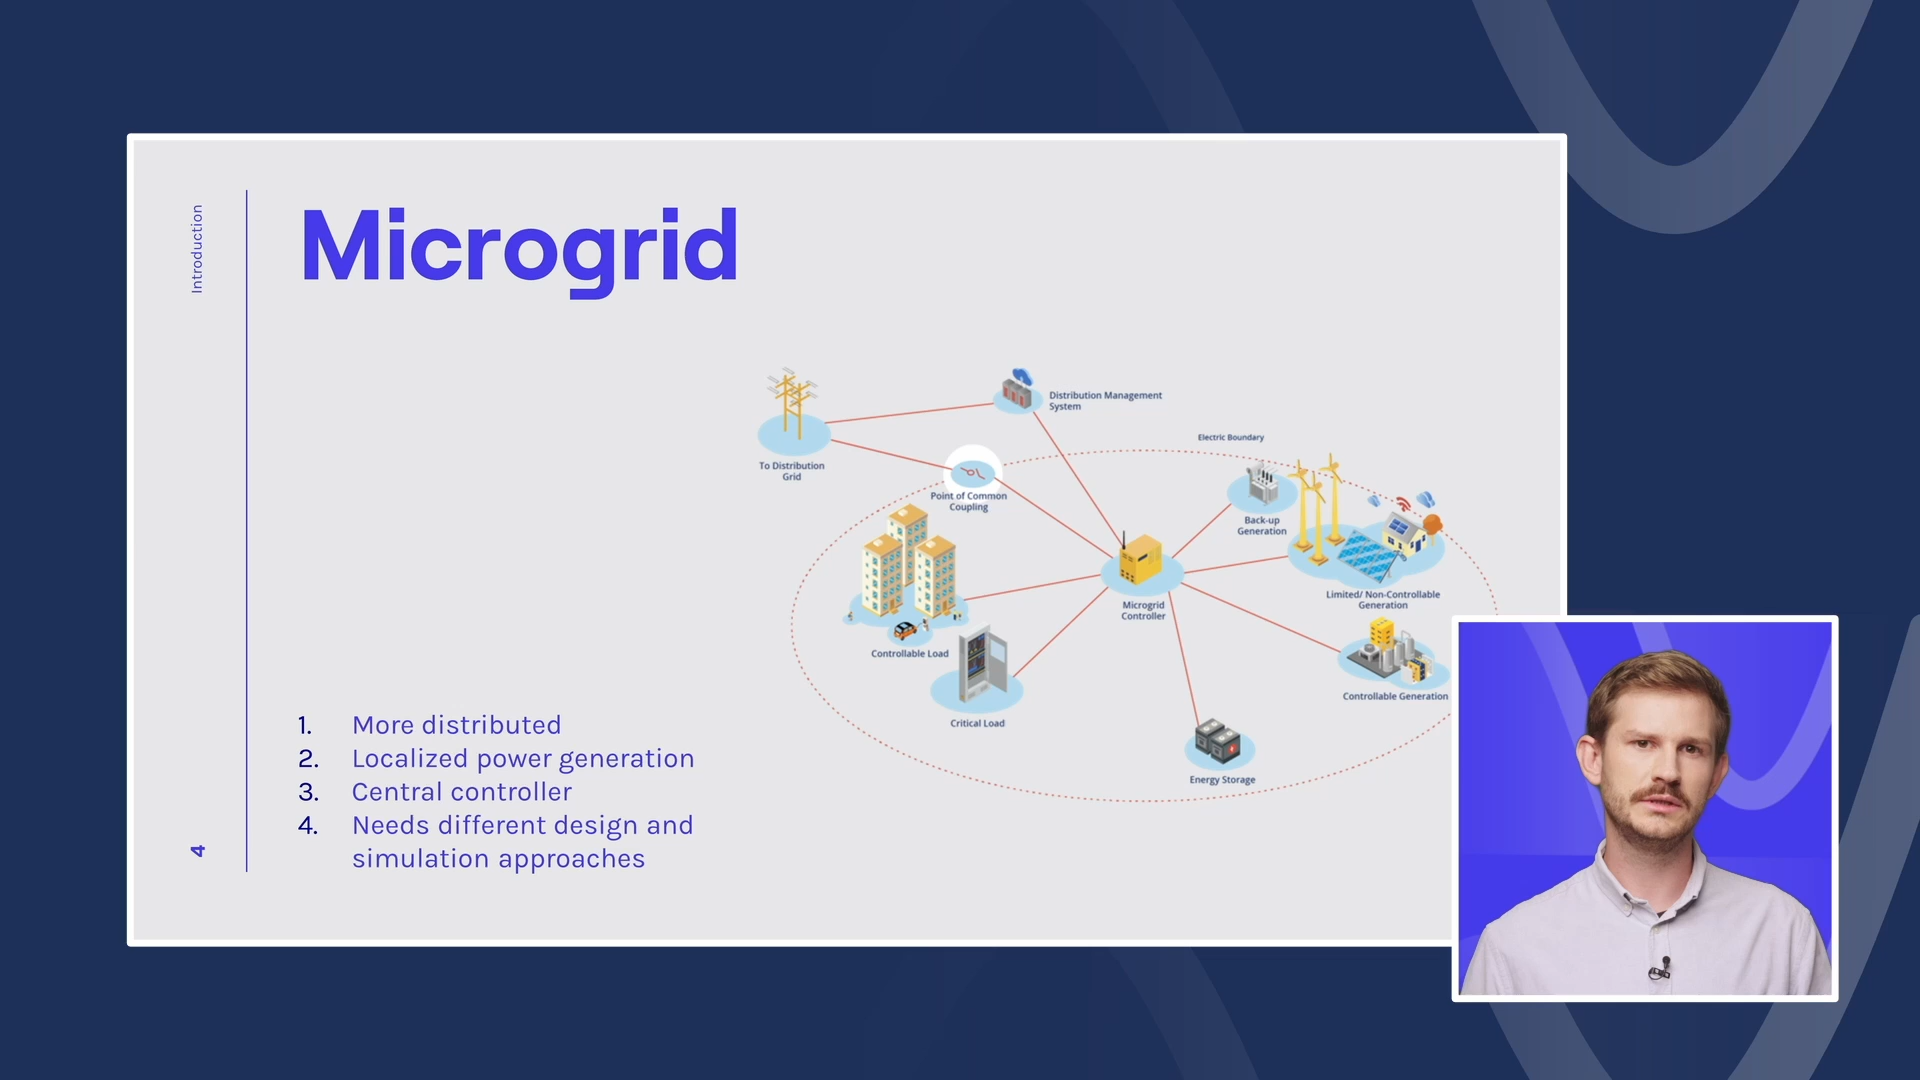 Introduction
Microgrid
To Distribution
Grid
Distribution Management
System
Electric Boundary
Point of Common
Coupling
Back-up
Generation
Limited/ Non-Controllable
Generation
Microgrid
Controller
Controllable Load
Controllable Generation
Critical Load
Energy Storage
1. More distributed
2. Localized power generation
3. Central controller
4. Needs different design and
simulation approaches
4